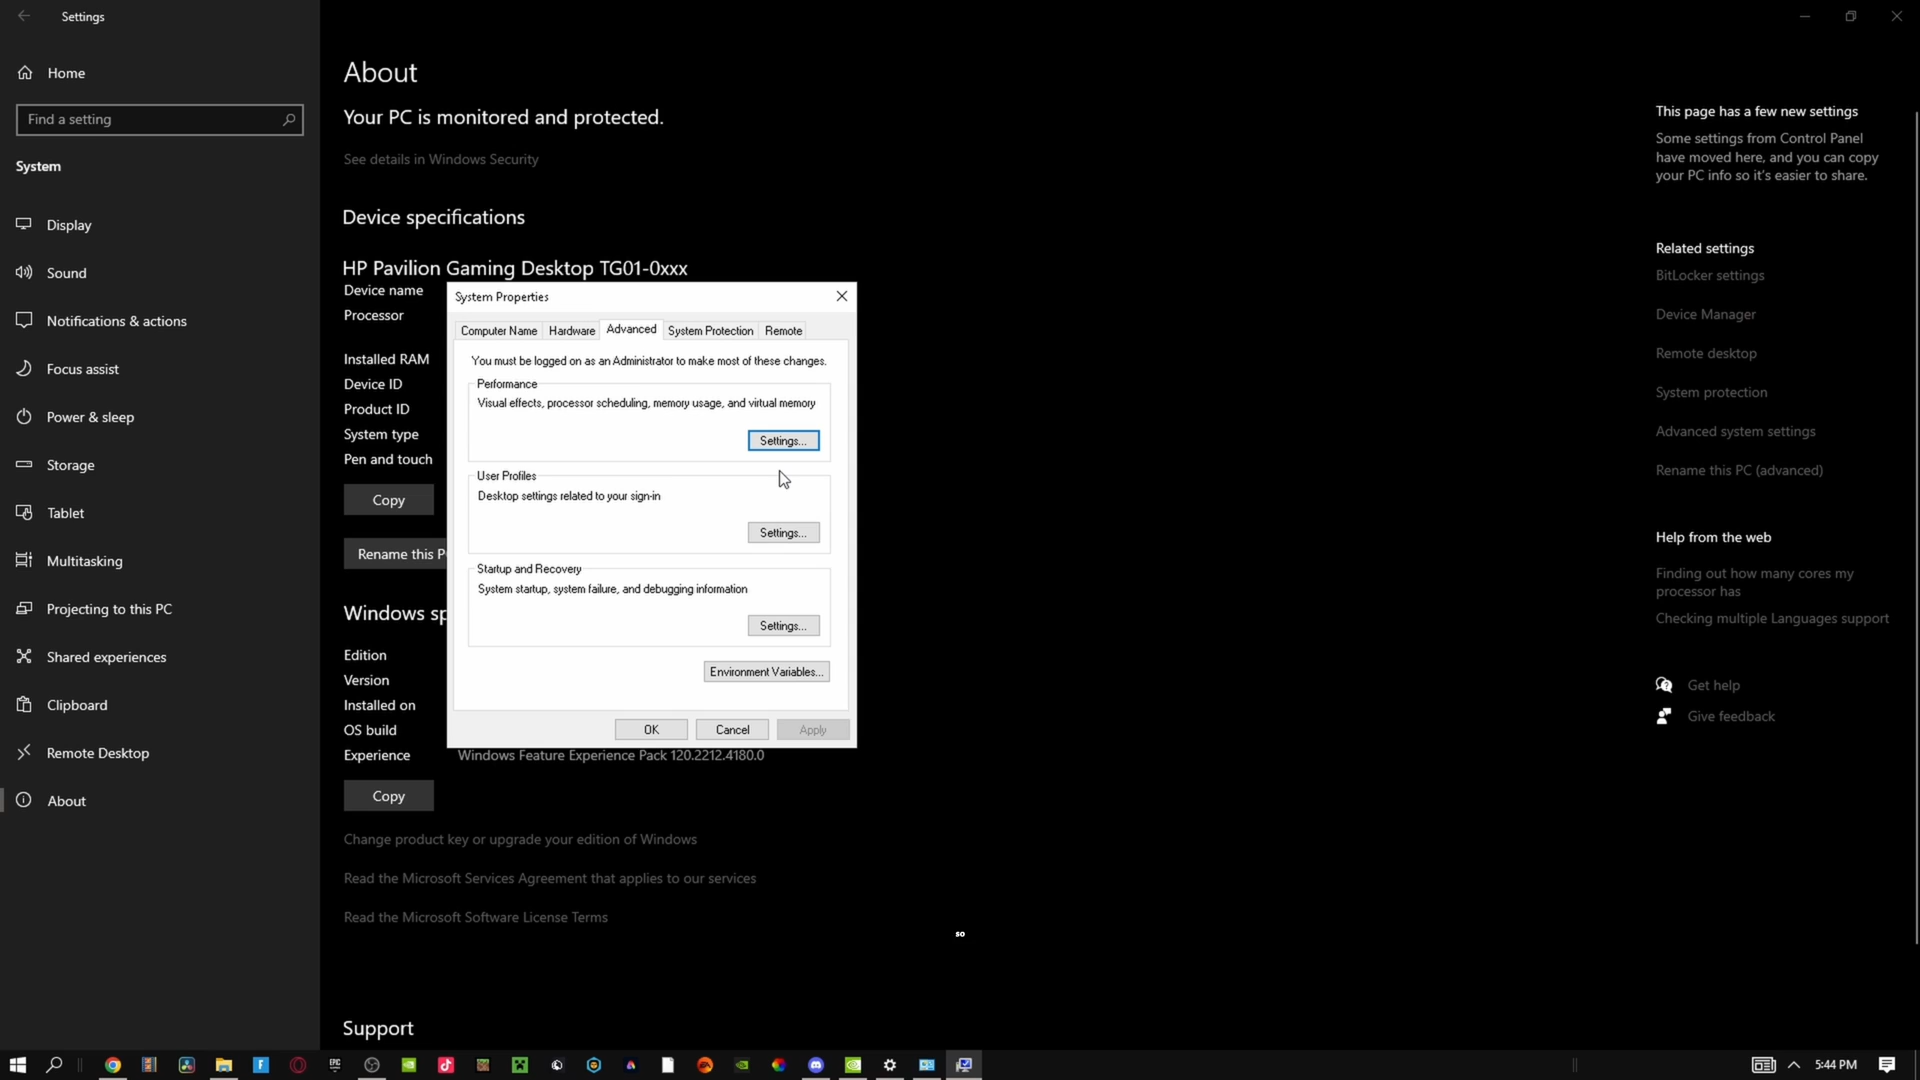 Settings
Home
Find a setting
System
Display
Sound
Notifications & actions
Focus assist
Power & sleep
Storage
Tablet
Multitasking
Projecting to this PC
Shared experiences
Clipboard
Remote Desktop
About
About
Your PC is monitored and protected.
See details in Windows Security
Device specifications
HP Pavilion Gaming Desktop TG01-0xxx
Device name
Processor
Installed RAM
Device ID
Product ID
System type
Pen and touch
Copy
Rename this P
Windows sp
Edition
Version
Installed on
OS build
Experience
Windows Feature Experience Pack 120.2212.4180.0
Copy
Change product key or upgrade your edition of Windows
Read the Microsoft Services Agreement that applies to our services
Read the Microsoft Software License Terms
Support
System Properties
Computer Name
Hardware
Advanced
System Protection
Remote
You must be logged on as an Administrator to make most of these changes.
Performance
Visual effects, processor scheduling, memory usage, and virtual memory
Settings...
User Profiles
Desktop settings related to your sign-in
Settings...
Startup and Recovery
System startup, system failure, and debugging information
Settings...
Environment Variables...
OK
Cancel
Apply
This page has a few new settings
Some settings from Control Panel
have moved here, and you can copy
your PC info so it's easier to share.
Related settings
BitLocker settings
Device Manager
Remote desktop
System protection
Advanced system settings
Rename this PC (advanced)
Help from the web
Finding out how many cores my
processor has
Checking multiple Languages support
Get help
Give feedback
so
EPIC
5:44 PM